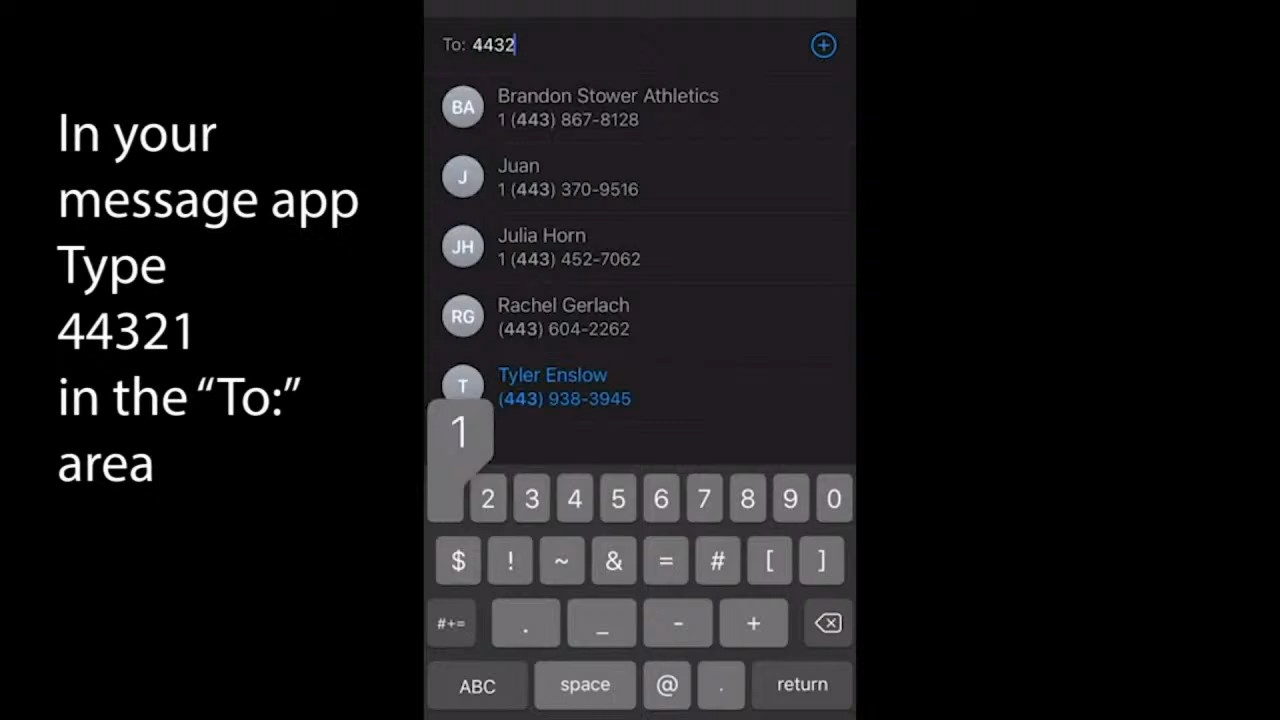 In your
message app
Type
44321
in the “To:”
area
To: 4432
BA
Brandon Stower Athletics
1 (443) 867-8128
J
Juan
1 (443) 370-9516
JH
Julia Horn
1 (443) 452-7062
RG
Rachel Gerlach
(443) 604-2262
T
Tyler Enslow
(443) 938-3945
1
2 3 4 5 6 7 8 9 0
$ ! ~ & = # [ ]
#+= . _ - +
ABC space @ . return